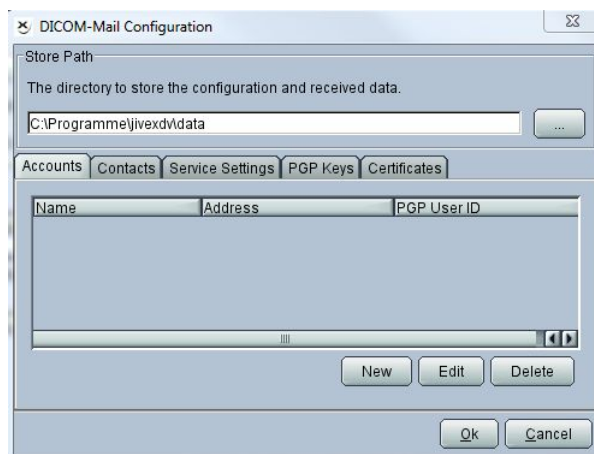 DICOM-Mail Configuration
Store Path
The directory to store the configuration and received data.
C:\Programme\jivexdv\data
...
Accounts Contacts Service Settings PGP Keys Certificates
Name Address PGP User ID
New Edit Delete
Ok Cancel